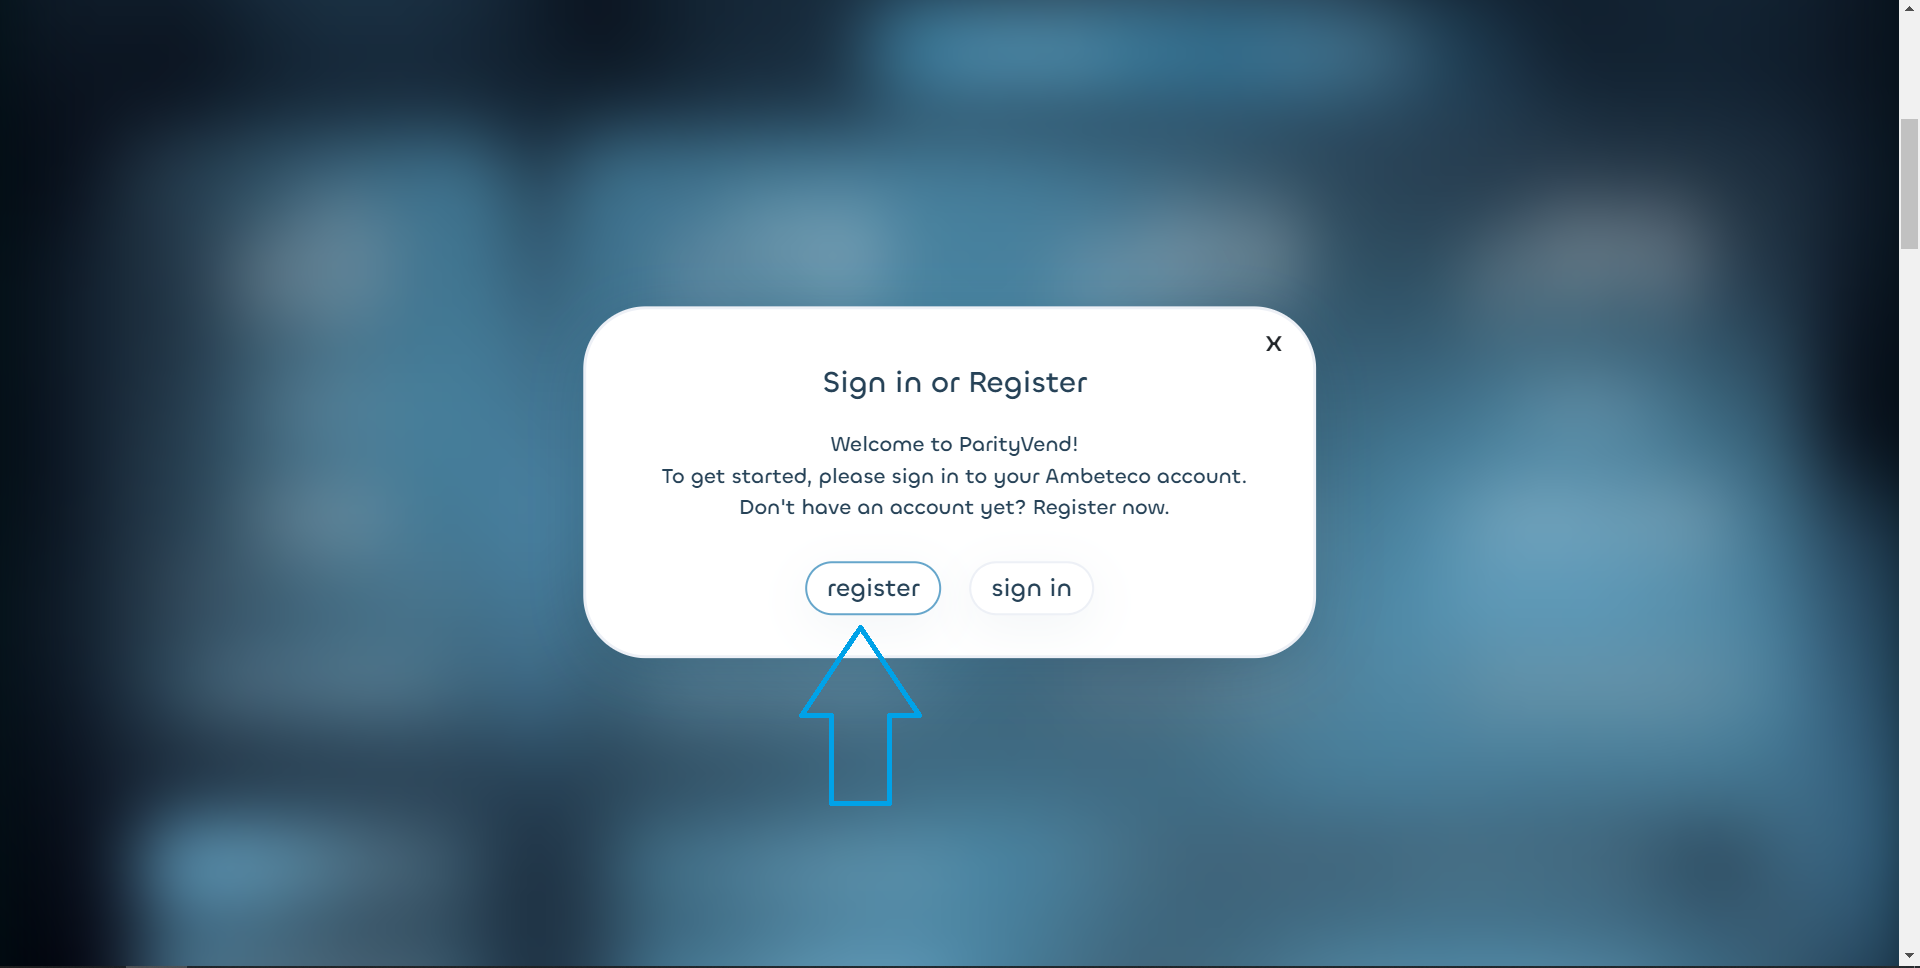 X
Sign in or Register
Welcome to ParityVend!
To get started, please sign in to your Ambeteco account.
Don't have an account yet? Register now.
register sign in